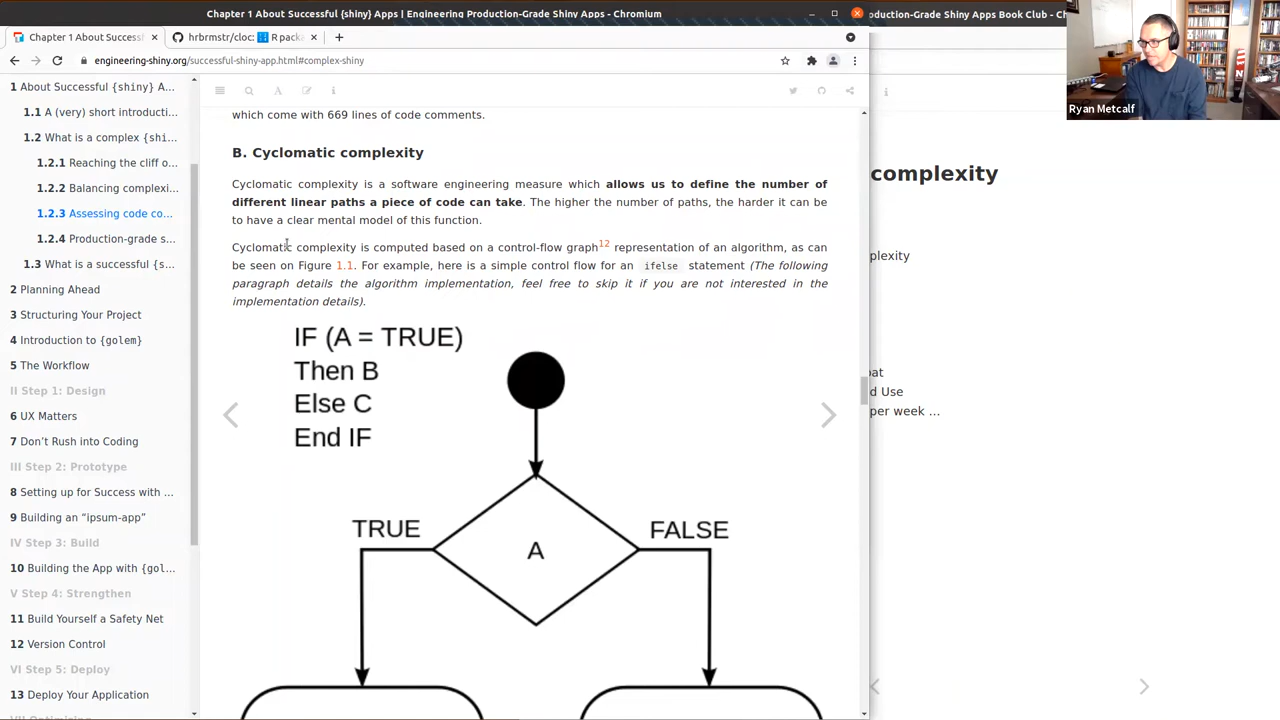 Chapter 1 About Successful {shiny} Apps | Engineering Production-Grade Shiny Apps - Chromium
oduction-Grade Shiny Apps Book Club - Ch
Chapter 1 About Success
hrbrmstr/cloc: R packa
engineering-shiny.org/successful-shiny-app.html#complex-shiny
Ryan Metcalf
1 About Successful {shiny} A...
1.1 A (very) short introducti...
1.2 What is a complex {shi...
1.2.1 Reaching the cliff o...
1.2.2 Balancing complexi...
1.2.3 Assessing code co...
1.2.4 Production-grade s...
1.3 What is a successful {s...
2 Planning Ahead
3 Structuring Your Project
4 Introduction to {golem}
5 The Workflow
II Step 1: Design
6 UX Matters
7 Don't Rush into Coding
III Step 2: Prototype
8 Setting up for Success with ...
9 Building an “ipsum-app”
IV Step 3: Build
10 Building the App with {gol...
V Step 4: Strengthen
11 Build Yourself a Safety Net
12 Version Control
VI Step 5: Deploy
13 Deploy Your Application
VII Optimizing
which come with 669 lines of code comments.
B. Cyclomatic complexity
Cyclomatic complexity is a software engineering measure which allows us to define the number of
different linear paths a piece of code can take. The higher the number of paths, the harder it can be
to have a clear mental model of this function.
Cyclomatic complexity is computed based on a control-flow graph12 representation of an algorithm, as can
be seen on Figure 1.1. For example, here is a simple control flow for an ifelse statement (The following
paragraph details the algorithm implementation, feel free to skip it if you are not interested in the
implementation details).
IF (A = TRUE)
Then B
Else C
End IF
TRUE
FALSE
A
complexity
plexity
oat
d Use
per week ...